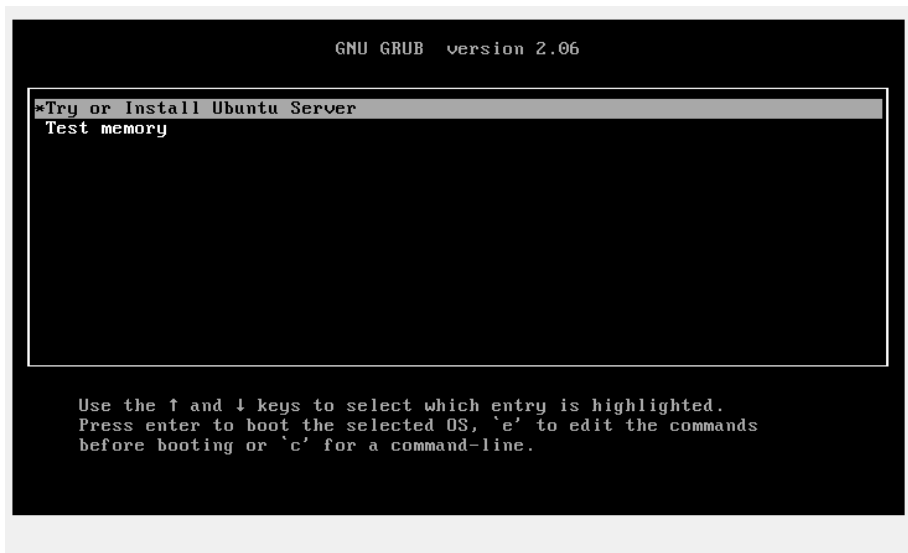 GNU GRUB  version 2.06
*Try or Install Ubuntu Server
Test memory
Use the ↑ and ↓ keys to select which entry is highlighted.
Press enter to boot the selected OS, `e' to edit the commands
before booting or `c' for a command-line.